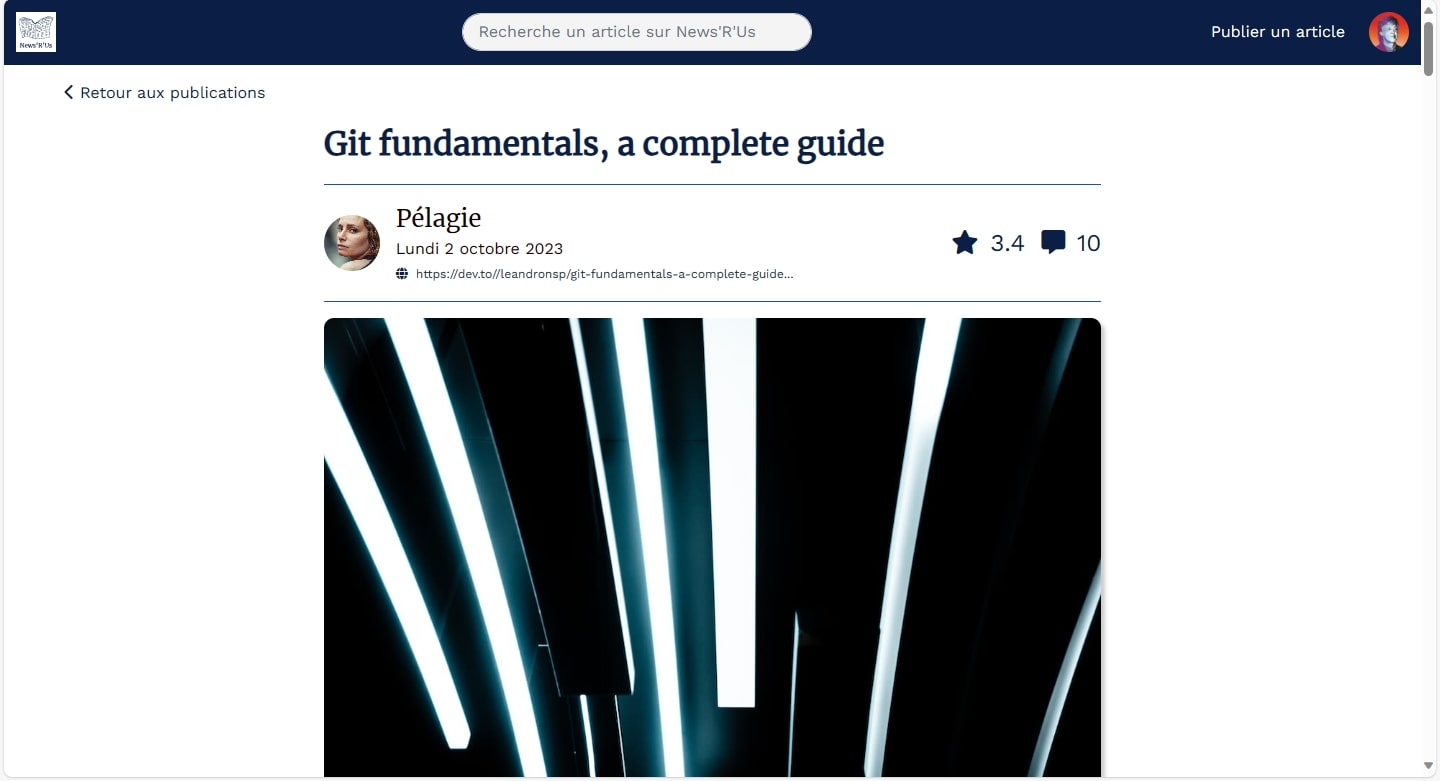 News'R'Us
Recherche un article sur News'R'Us
Publier un article
Retour aux publications
Git fundamentals, a complete guide
Pélagie
Lundi 2 octobre 2023
3.4
10
https://dev.to//leandronsp/git-fundamentals-a-complete-guide...